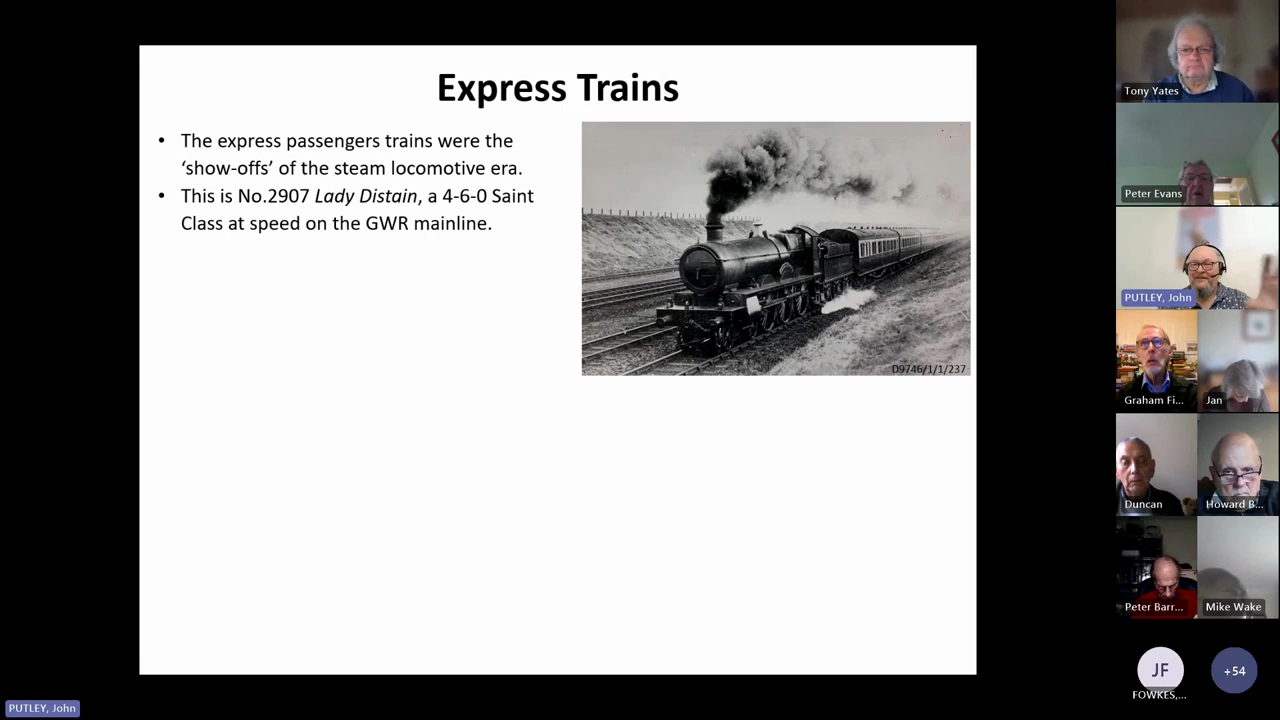 Express Trains
• The express passengers trains were the
‘show-offs’ of the steam locomotive era.
• This is No.2907 Lady Distain, a 4-6-0 Saint
Class at speed on the GWR mainline.
D9746/1/1/237
Tony Yates
Peter Evans
PUTLEY, John
Graham Fi...
Jan
Duncan
Howard B...
Peter Barr...
Mike Wake
JF
+54
FOWKES,...
PUTLEY, John